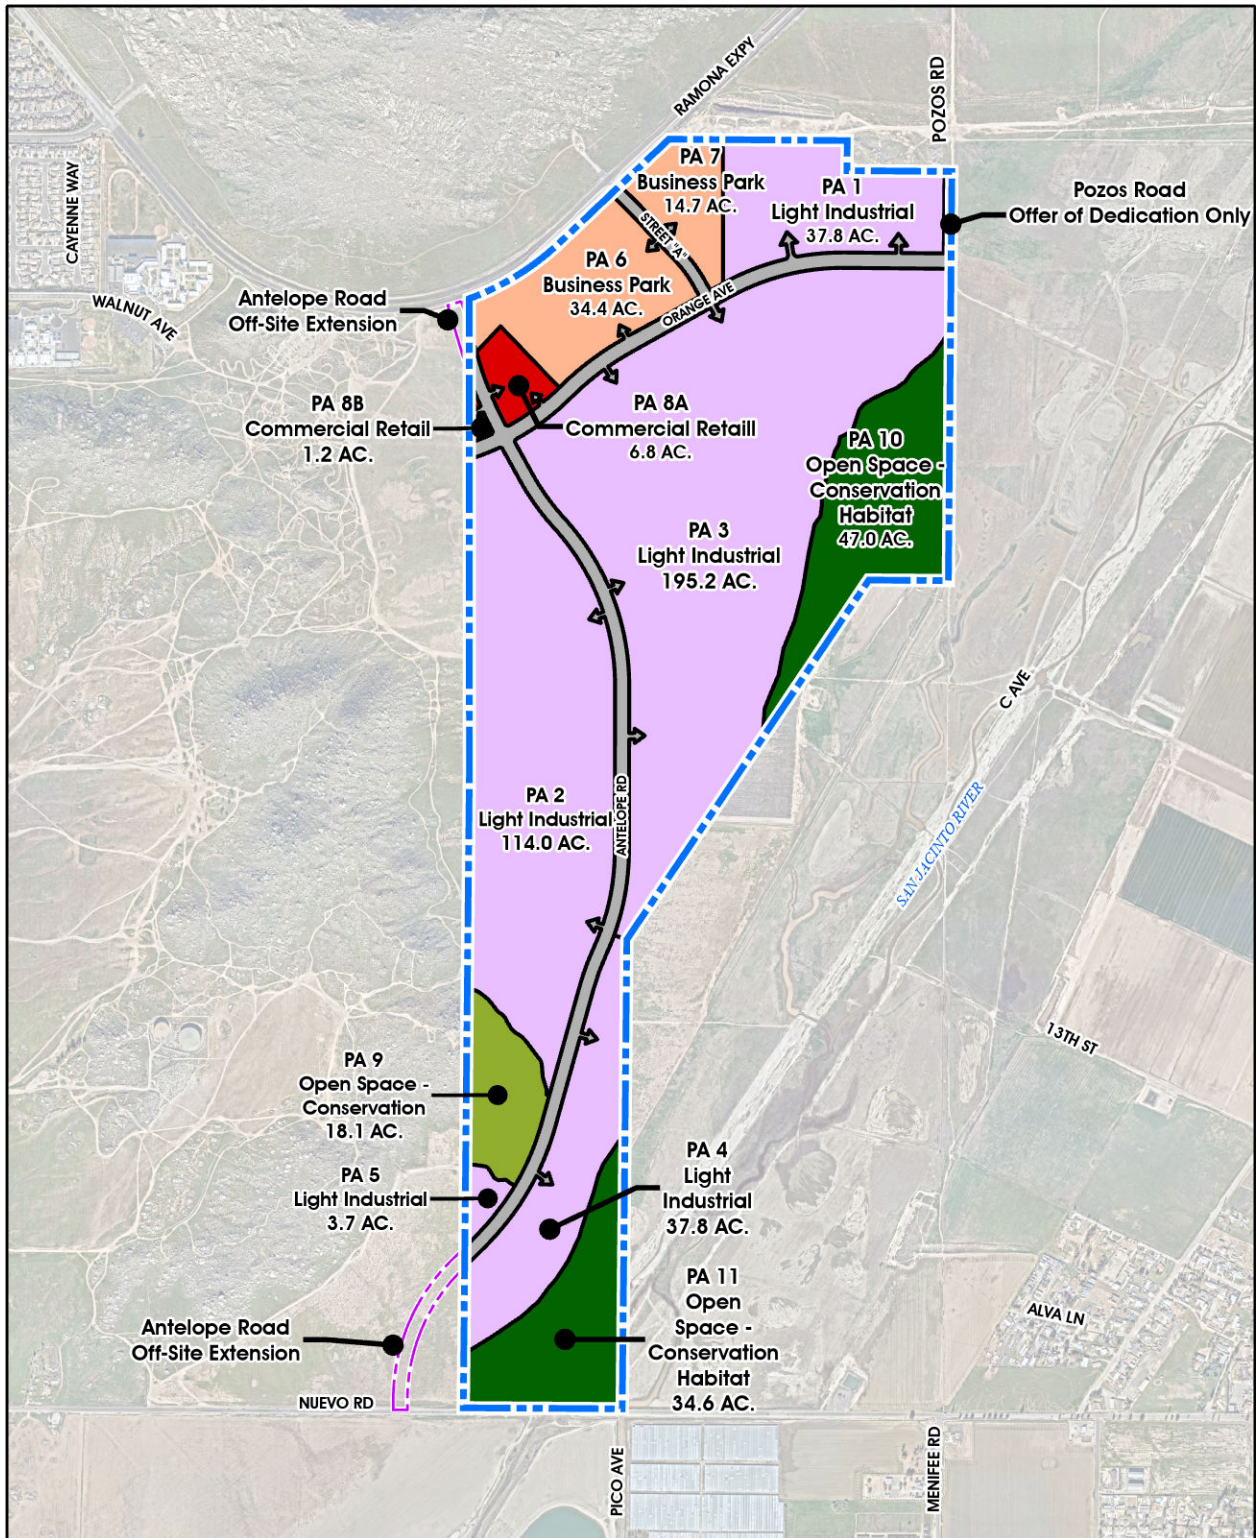 RAMONA EXPY
POZOS RD
CAYENNE WAY
WALNUT AVE
PA 7
Business Park
14.7 AC.
PA 1
Light Industrial
37.8 AC.
Pozos Road
Offer of Dedication Only
STREET "A"
PA 6
Business Park
34.4 AC.
ORANGE AVE
Antelope Road
Off-Site Extension
PA 8B
Commercial Retail
1.2 AC.
PA 8A
Commercial Retaill
6.8 AC.
PA 10
Open Space -
Conservation
Habitat
47.0 AC.
PA 3
Light Industrial
195.2 AC.
C AVE
SAN JACINTO RIVER
PA 2
Light Industrial
114.0 AC.
ANTELOPE RD
13TH ST
PA 9
Open Space -
Conservation
18.1 AC.
PA 5
Light Industrial
3.7 AC.
PA 4
Light
Industrial
37.8 AC.
PA 11
Open
Space -
Conservation
Habitat
34.6 AC.
ALVA LN
Antelope Road
Off-Site Extension
NUEVO RD
PICO AVE
MENIFEE RD